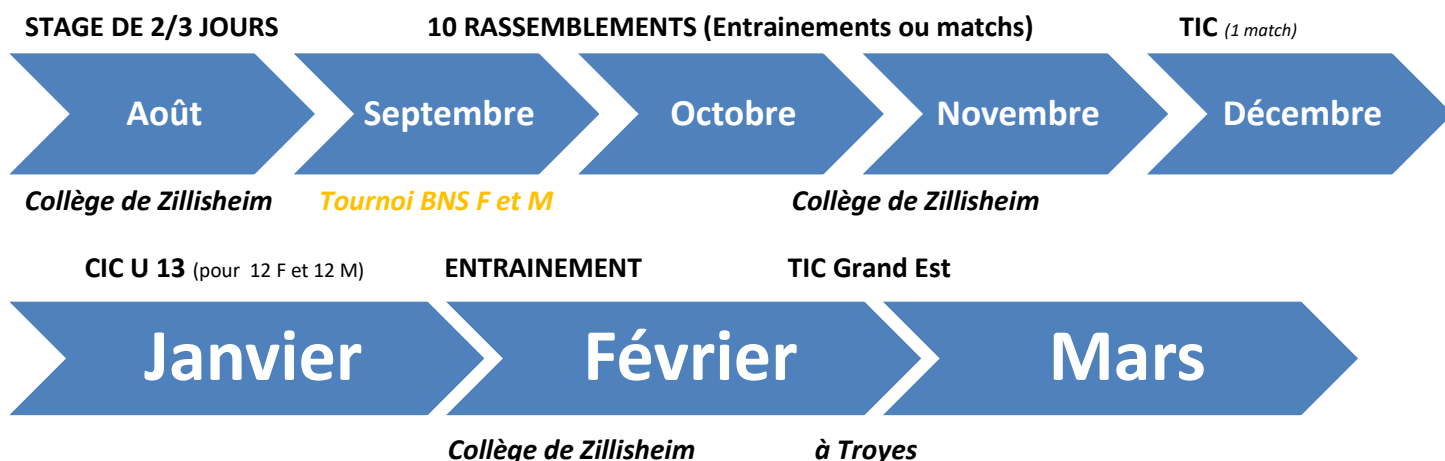 STAGE DE 2/3 JOURS 10 RASSEMBLEMENTS (Entrainements ou matchs) TIC (1 match)
Août Septembre Octobre Novembre Décembre
Collège de Zillisheim Tournoi BNS F et M Collège de Zillisheim
CIC U 13 (pour 12 F et 12 M) ENTRAINEMENT TIC Grand Est
Janvier Février Mars
Collège de Zillisheim à Troyes